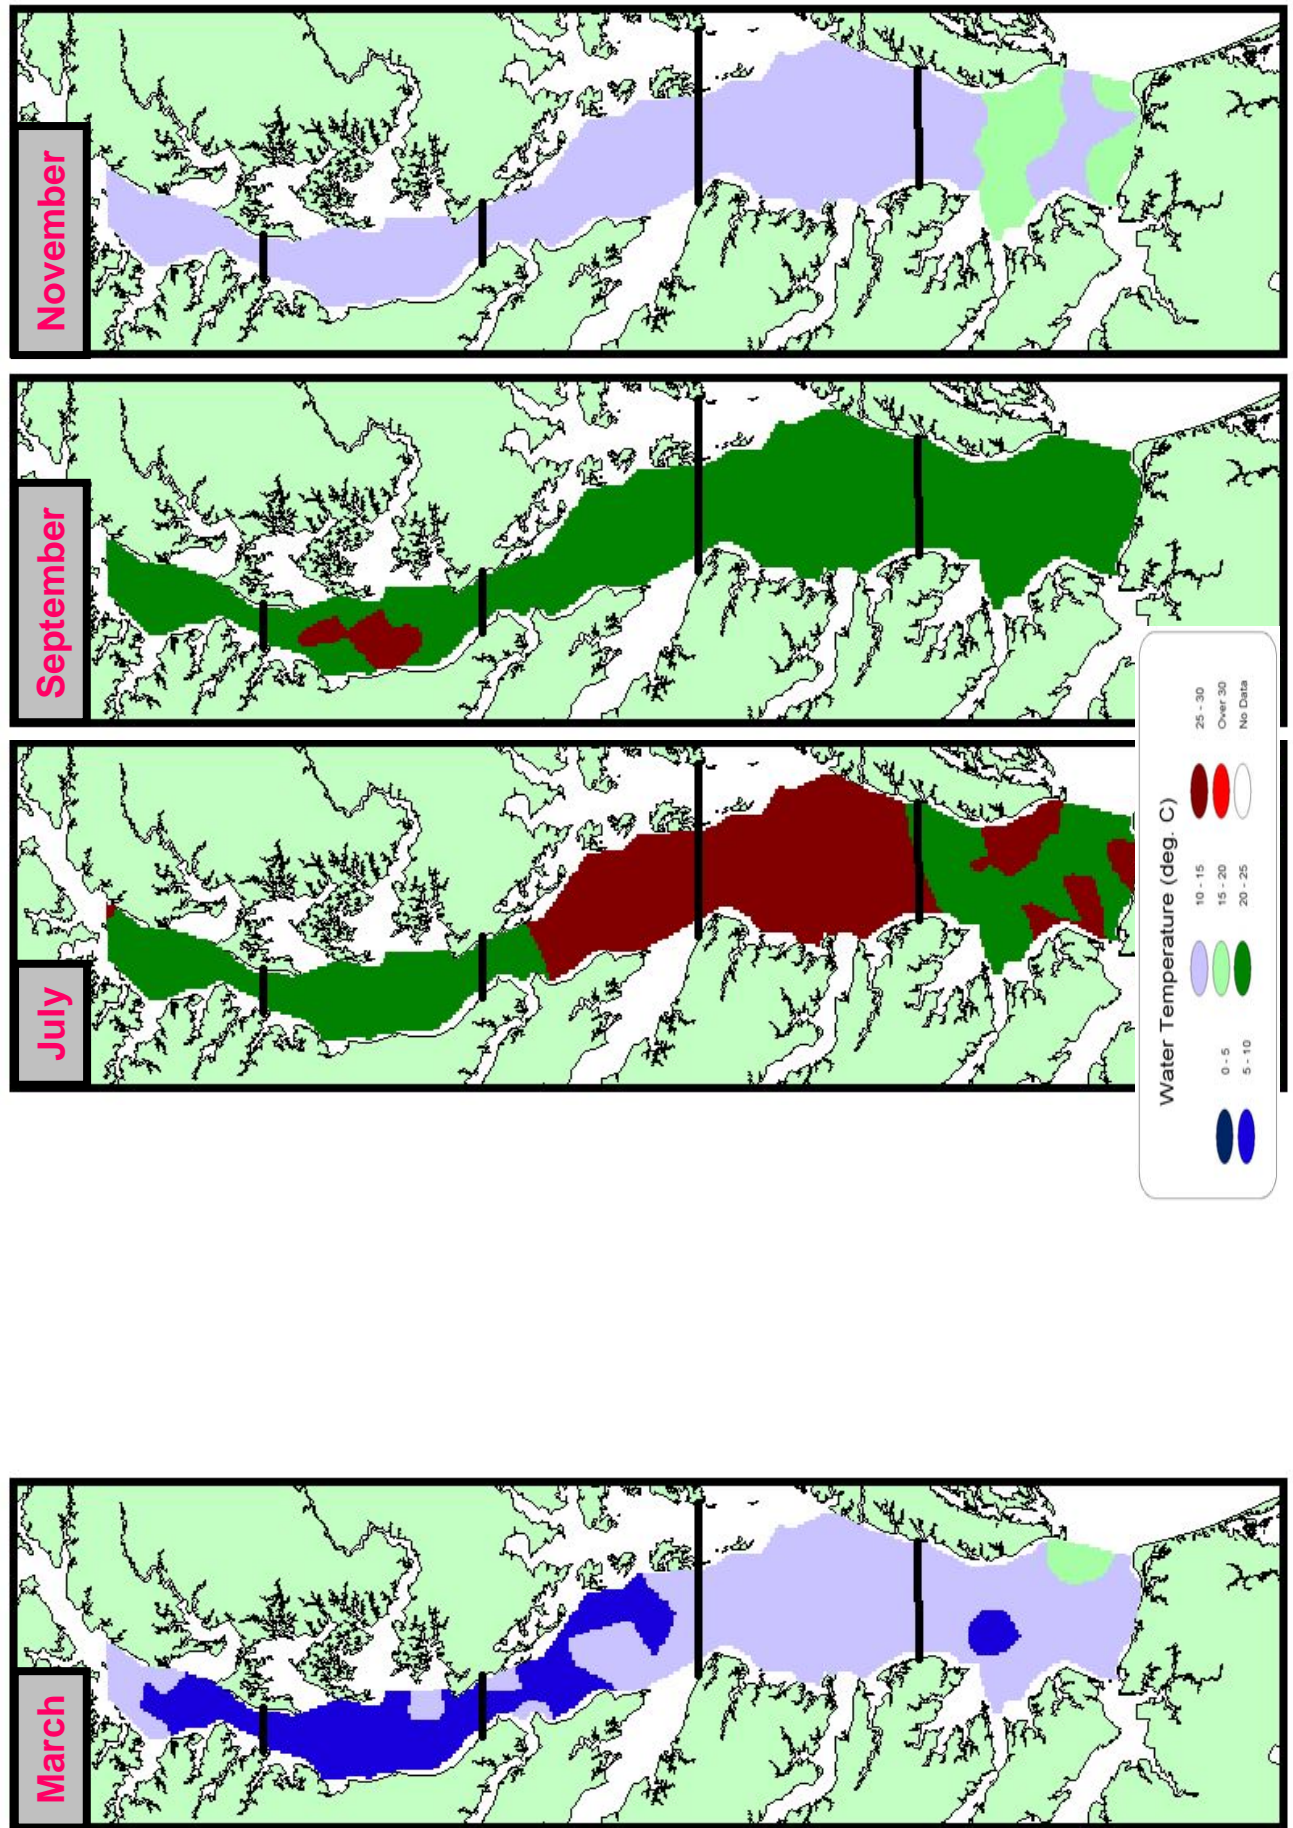 March
July
September
November
Water Temperature (deg. C)
0 - 5
5 - 10
10 - 15
15 - 20
20 - 25
25 - 30
Over 30
No Data